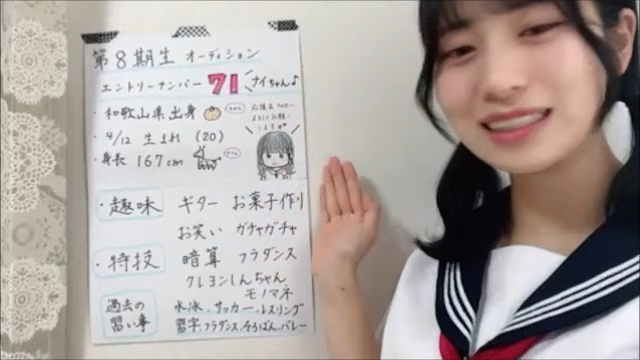 第8期生 オーディション
エントリーナンバー 71 ナイちゃん♪
・和歌山県出身
・4/12 生まれ (20)
・身長 167cm
・趣味 ギター お菓子作り
お笑い ガチャガチャ
・特技 暗算 フラダンス
クレヨンしんちゃん
モノマネ
過去の習い事 水泳、サッカー、レスリング
習字、フラダンス、そろばん、バレー